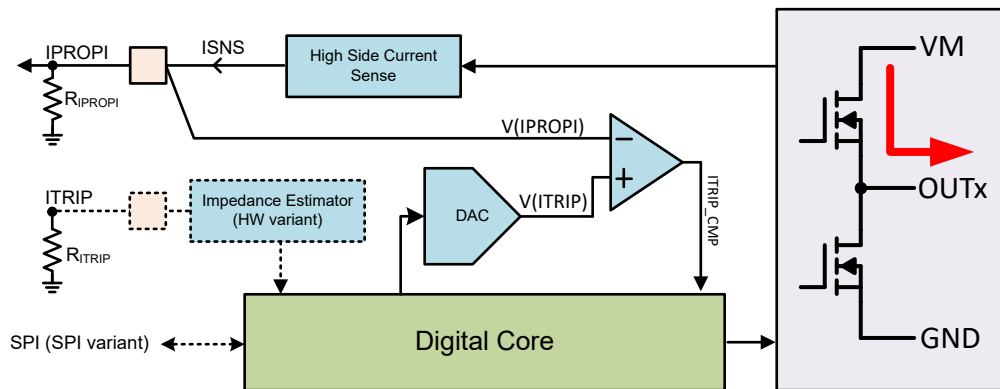 IPROPI
ISNS
High Side Current
Sense
VM
RIPROPI
V(IPROPI)
−
+
ITRIP
Impedance Estimator
(HW variant)
DAC
V(ITRIP)
ITRIP_CMP
OUTx
RITRIP
SPI (SPI variant)
Digital Core
GND